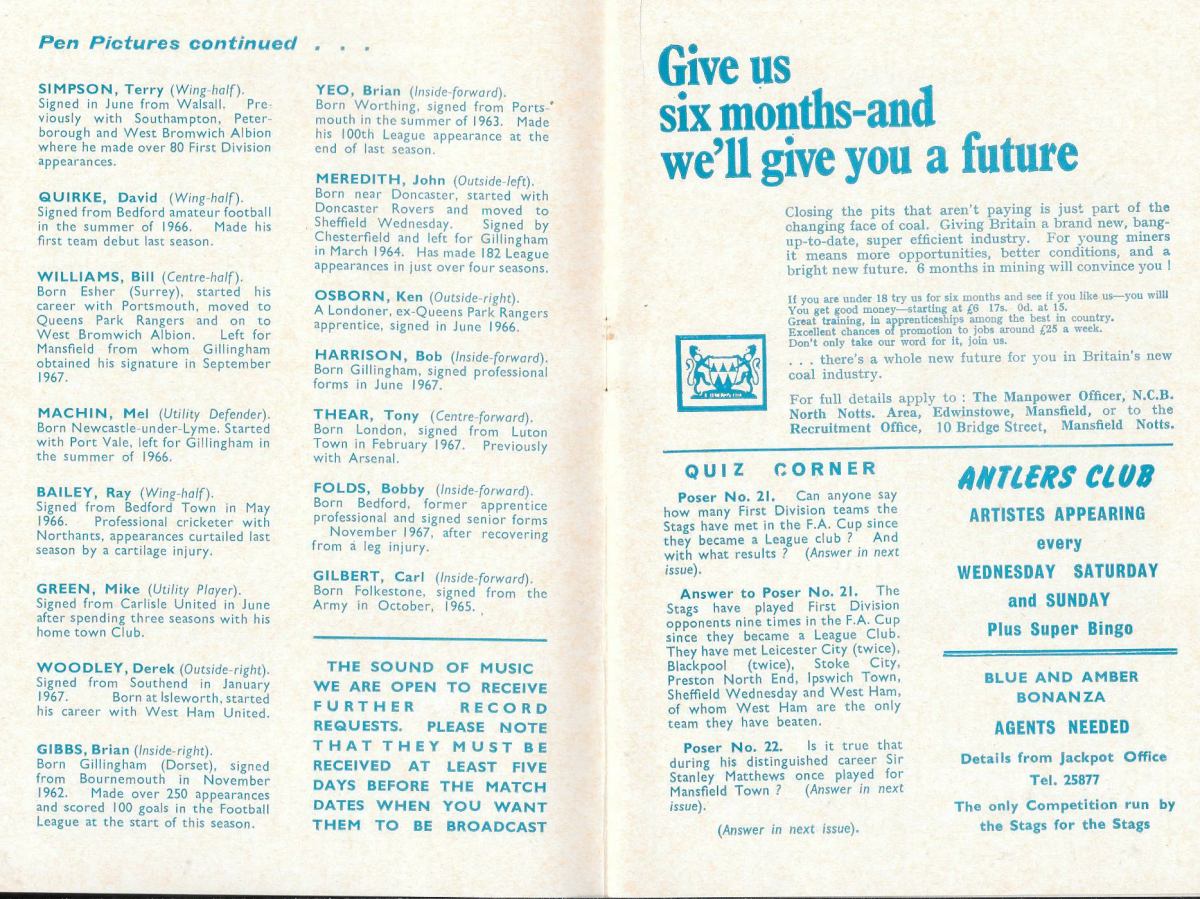 Pen Pictures continued . . .
SIMPSON, Terry (Wing-half).
Signed in June from Walsall. Pre-
viously with Southampton, Peter-
borough and West Bromwich Albion
where he made over 80 First Division
appearances.
QUIRKE, David (Wing-half).
Signed from Bedford amateur football
in the summer of 1966. Made his
first team debut last season.
WILLIAMS, Bill (Centre-half).
Born Esher (Surrey), started his
career with Portsmouth, moved to
Queens Park Rangers and on to
West Bromwich Albion. Left for
Mansfield from whom Gillingham
obtained his signature in September
1967.
MACHIN, Mel (Utility Defender).
Born Newcastle-under-Lyme. Started
with Port Vale, left for Gillingham in
the summer of 1966.
BAILEY, Ray (Wing-half).
Signed from Bedford Town in May
1966. Professional cricketer with
Northants, appearances curtailed last
season by a cartilage injury.
GREEN, Mike (Utility Player).
Signed from Carlisle United in June
after spending three seasons with his
home town Club.
WOODLEY, Derek (Outside-right).
Signed from Southend in January
1967. Born at Isleworth, started
his career with West Ham United.
GIBBS, Brian (Inside-right).
Born Gillingham (Dorset), signed
from Bournemouth in November
1962. Made over 250 appearances
and scored 100 goals in the Football
League at the start of this season.
YEO, Brian (Inside-forward).
Born Worthing, signed from Ports-
mouth in the summer of 1963. Made
his 100th League appearance at the
end of last season.
MEREDITH, John (Outside-left).
Born near Doncaster, started with
Doncaster Rovers and moved to
Sheffield Wednesday. Signed by
Chesterfield and left for Gillingham
in March 1964. Has made 182 League
appearances in just over four seasons.
OSBORN, Ken (Outside-right).
A Londoner, ex-Queens Park Rangers
apprentice, signed in June 1966.
HARRISON, Bob (Inside-forward).
Born Gillingham, signed professional
forms in June 1967.
THEAR, Tony (Centre-forward).
Born London, signed from Luton
Town in February 1967. Previously
with Arsenal.
FOLDS, Bobby (Inside-forward).
Born Bedford, former apprentice
professional and signed senior forms
November 1967, after recovering
from a leg injury.
GILBERT, Carl (Inside-forward).
Born Folkestone, signed from the
Army in October, 1965.
THE SOUND OF MUSIC
WE ARE OPEN TO RECEIVE
FURTHER RECORD
REQUESTS. PLEASE NOTE
THAT THEY MUST BE
RECEIVED AT LEAST FIVE
DAYS BEFORE THE MATCH
DATES WHEN YOU WANT
THEM TO BE BROADCAST
Give us
six months-and
we'll give you a future
Closing the pits that aren't paying is just part of the
changing face of coal. Giving Britain a brand new, bang-
up-to-date, super efficient industry. For young miners
it means more opportunities, better conditions, and a
bright new future. 6 months in mining will convince you !
If you are under 18 try us for six months and see if you like us—you will!
You get good money—starting at £6 17s. 0d. at 15.
Great training, in apprenticeships among the best in country.
Excellent chances of promotion to jobs around £25 a week.
Don't only take our word for it, join us.
. . . there's a whole new future for you in Britain's new
coal industry.
For full details apply to : The Manpower Officer, N.C.B.
North Notts. Area, Edwinstowe, Mansfield, or to the
Recruitment Office, 10 Bridge Street, Mansfield Notts.
QUIZ CORNER
Poser No. 21. Can anyone say
how many First Division teams the
Stags have met in the F.A. Cup since
they became a League club ? And
with what results ? (Answer in next
issue).
Answer to Poser No. 21. The
Stags have played First Division
opponents nine times in the F.A. Cup
since they became a League Club.
They have met Leicester City (twice),
Blackpool (twice), Stoke City,
Preston North End, Ipswich Town,
Sheffield Wednesday and West Ham,
of whom West Ham are the only
team they have beaten.
Poser No. 22. Is it true that
during his distinguished career Sir
Stanley Matthews once played for
Mansfield Town ? (Answer in next
issue).
(Answer in next issue).
ANTLERS CLUB
ARTISTES APPEARING
every
WEDNESDAY SATURDAY
and SUNDAY
Plus Super Bingo
BLUE AND AMBER
BONANZA
AGENTS NEEDED
Details from Jackpot Office
Tel. 25877
The only Competition run by
the Stags for the Stags